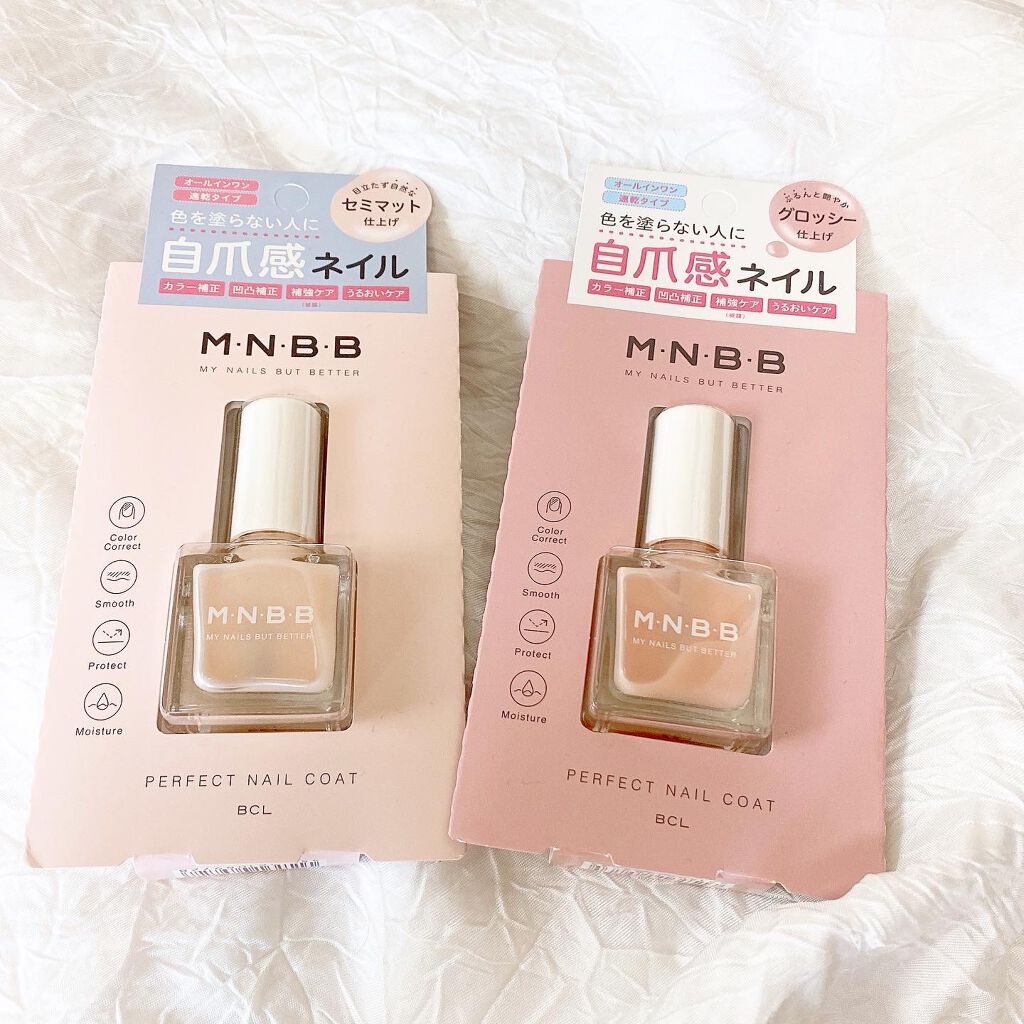 オールインワン
速乾タイプ
目立たず自然な
セミマット
仕上げ
色を塗らない人に
自爪感ネイル
カラー補正 凹凸補正 補強ケア うるおいケア
(被膜)
M·N·B·B
MY NAILS BUT BETTER
Color
Correct
Smooth
Protect
Moisture
M·N·B·B
MY NAILS BUT BETTER
PERFECT NAIL COAT
BCL
オールインワン
速乾タイプ
ぷるんと艶やか
グロッシー
仕上げ
色を塗らない人に
自爪感ネイル
カラー補正 凹凸補正 補強ケア うるおいケア
(被膜)
M·N·B·B
MY NAILS BUT BETTER
Color
Correct
Smooth
Protect
Moisture
M·N·B·B
MY NAILS BUT BETTER
PERFECT NAIL COAT
BCL